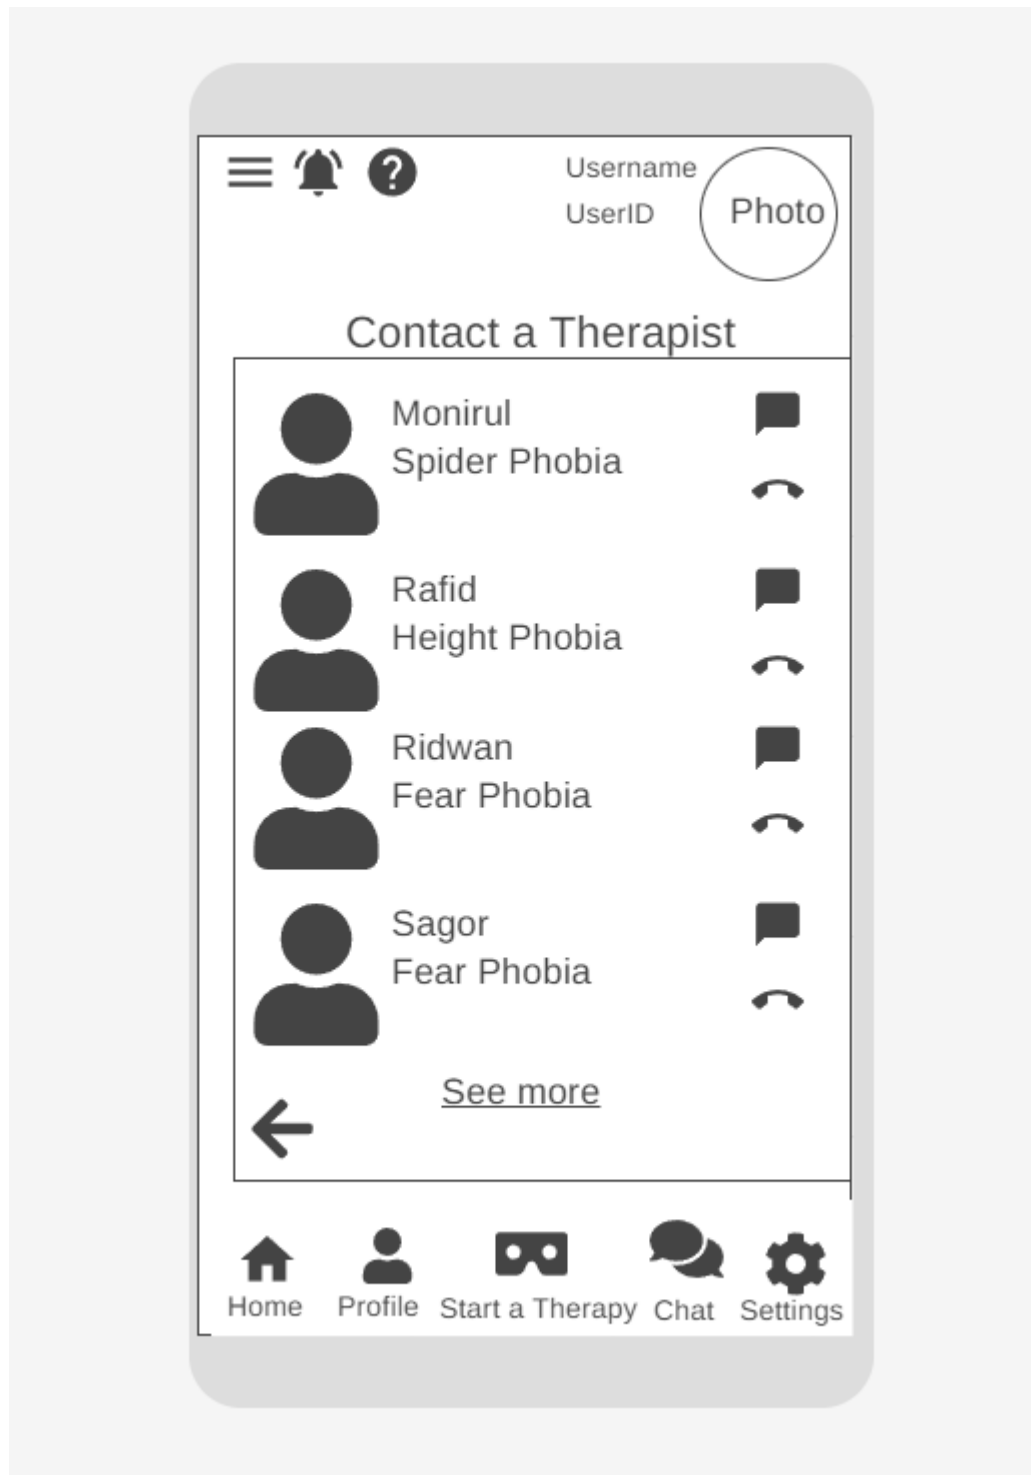 Username
UserID
Photo
Contact a Therapist
Monirul
Spider Phobia
Rafid
Height Phobia
Ridwan
Fear Phobia
Sagor
Fear Phobia
See more
Home Profile Start a Therapy Chat Settings